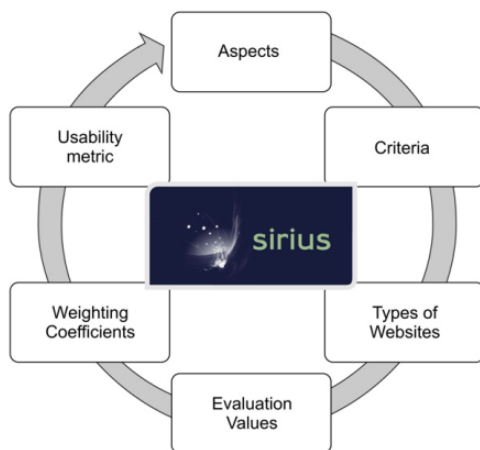 Aspects
Criteria
Types of
Websites
Evaluation
Values
Weighting
Coefficients
Usability
metric
sirius